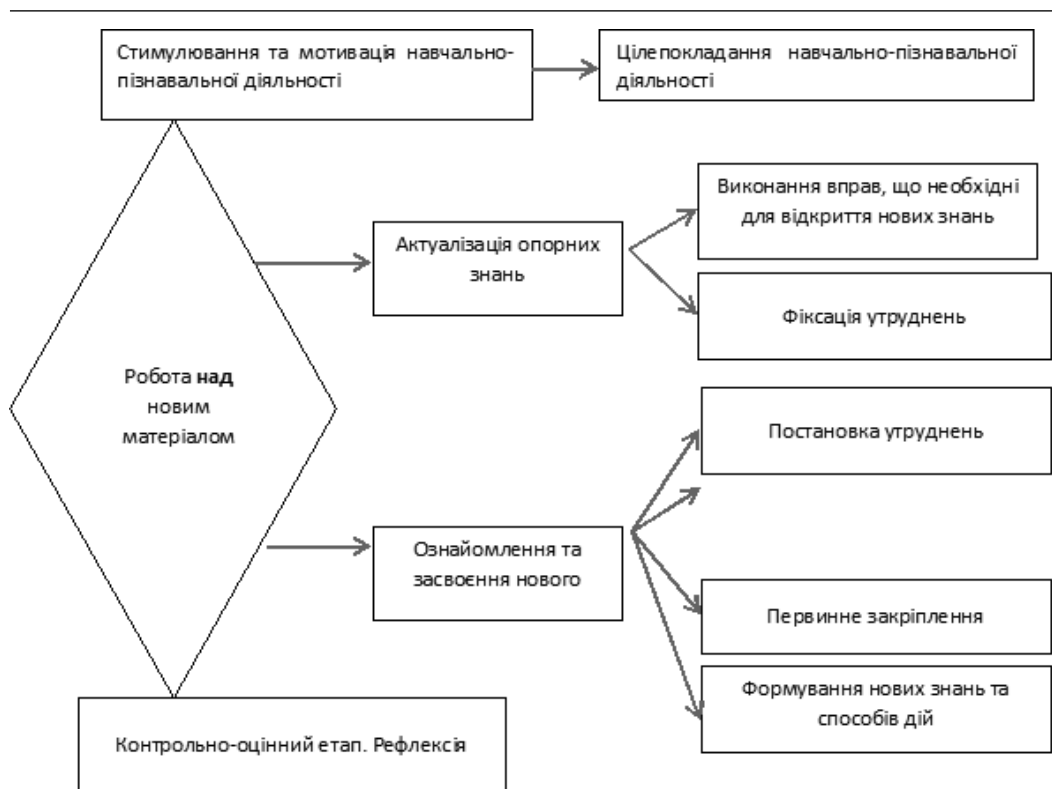 Стимулювання та мотивація навчально-
пізнавальної діяльності
Цілепокладання навчально-пізнавальної
діяльності
Виконання вправ, що необхідні
для відкриття нових знань
Актуалізація опорних
знань
Фіксація утруднень
Робота над
новим
матеріалом
Постановка утруднень
Ознайомлення та
засвоєння нового
Первинне закріплення
Формування нових знань та
способів дій
Контрольно-оцінний етап. Рефлексія